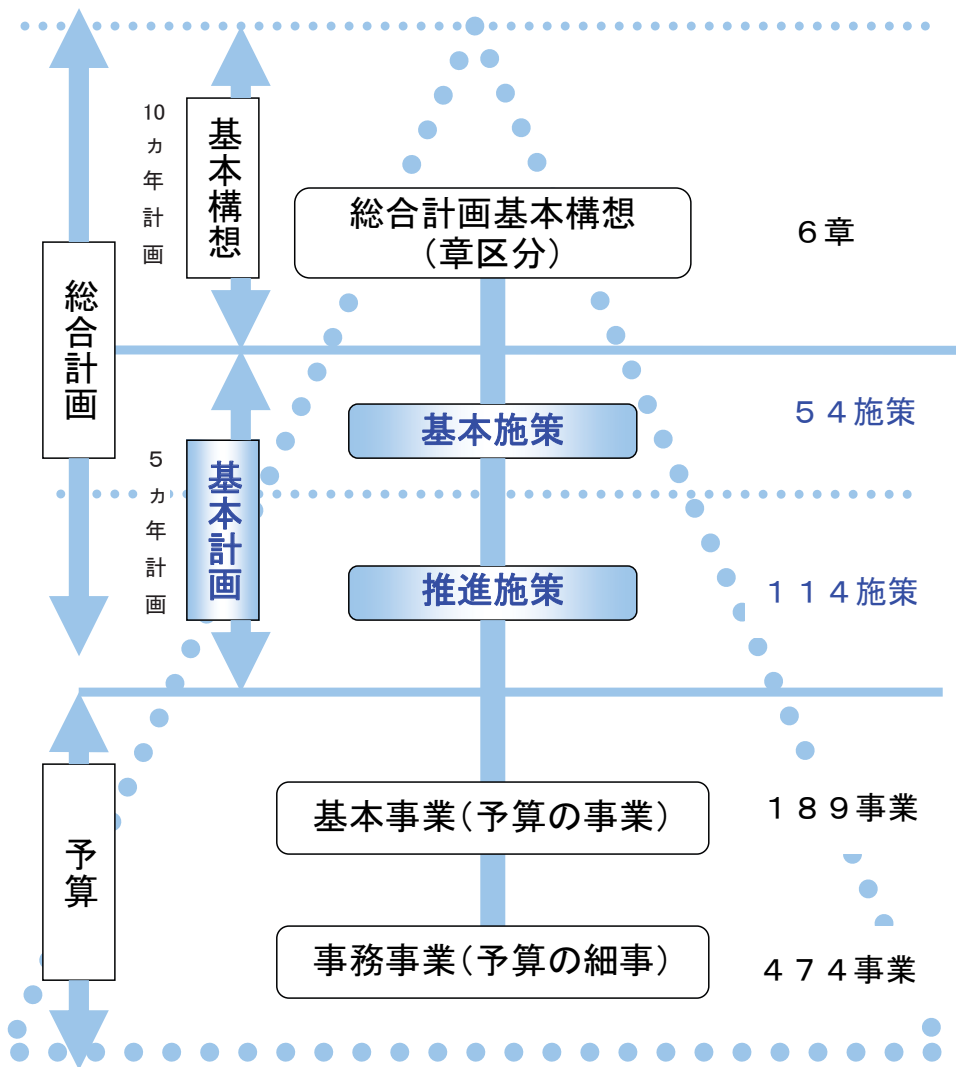 総合計画
10カ年計画
基本構想
総合計画基本構想
（章区分）
６章
5カ年計画
基本計画
基本施策
５４施策
推進施策
１１４施策
予算
基本事業（予算の事業）
１８９事業
事務事業（予算の細事）
４７４事業